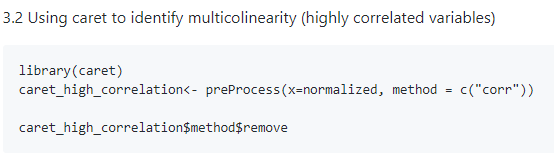 3.2 Using caret to identify multicolinearity (highly correlated variables)
library(caret)
caret_high_correlation<- preProcess(x=normalized, method = c("corr"))
caret_high_correlation$method$remove